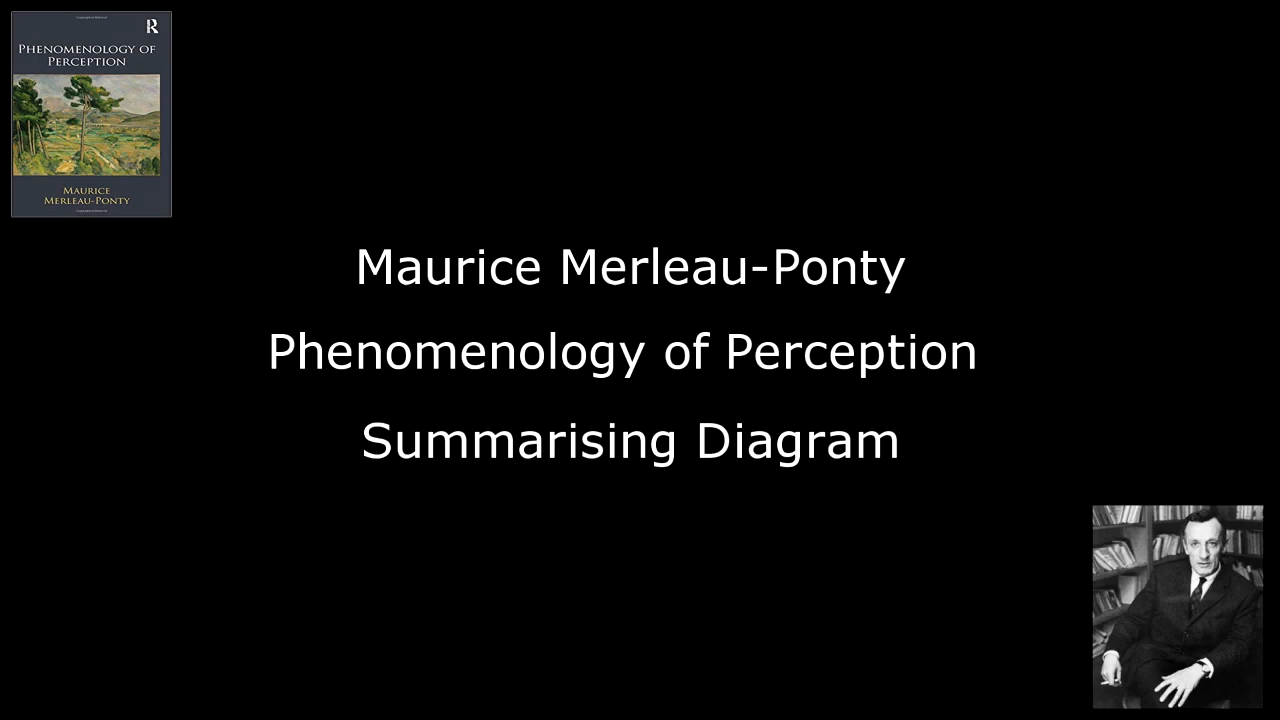 R
PHENOMENOLOGY OF
PERCEPTION
MAURICE
MERLEAU-PONTY
Maurice Merleau-Ponty
Phenomenology of Perception
Summarising Diagram